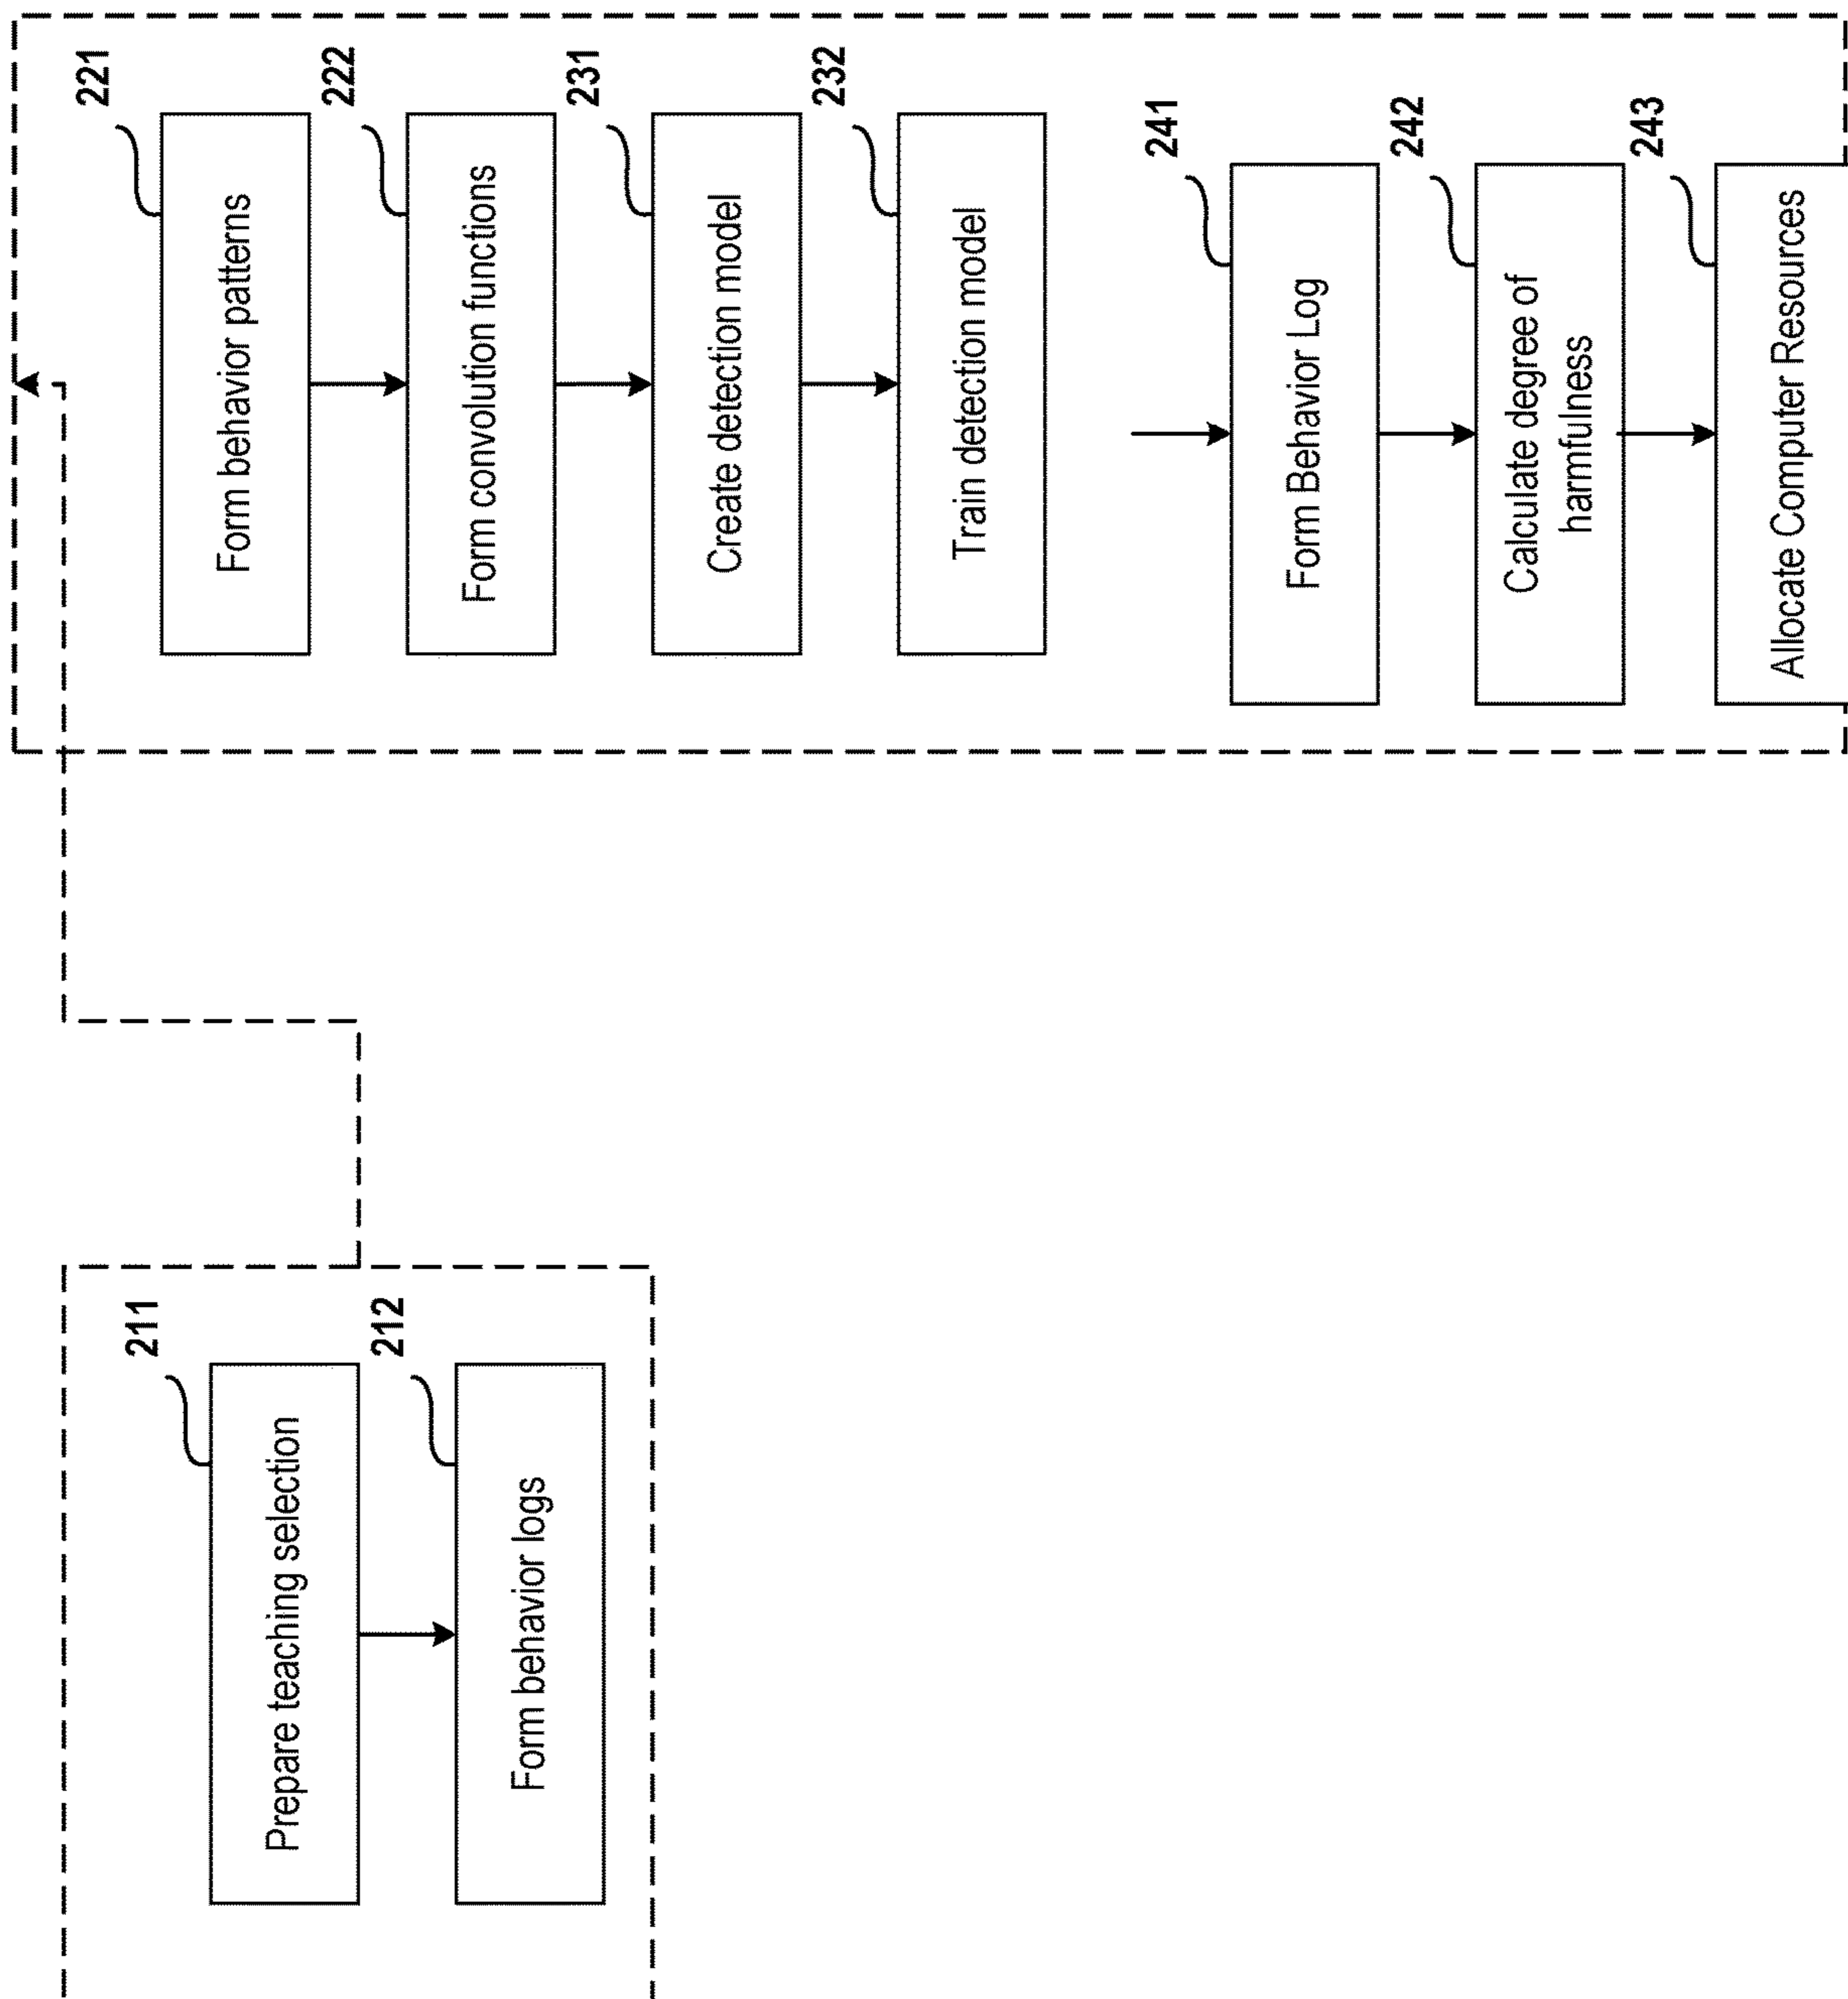 211
Prepare teaching selection
212
Form behavior logs
221
Form behavior patterns
222
Form convolution functions
231
Create detection model
232
Train detection model
241
Form Behavior Log
242
Calculate degree of
harmfulness
243
Allocate Computer Resources